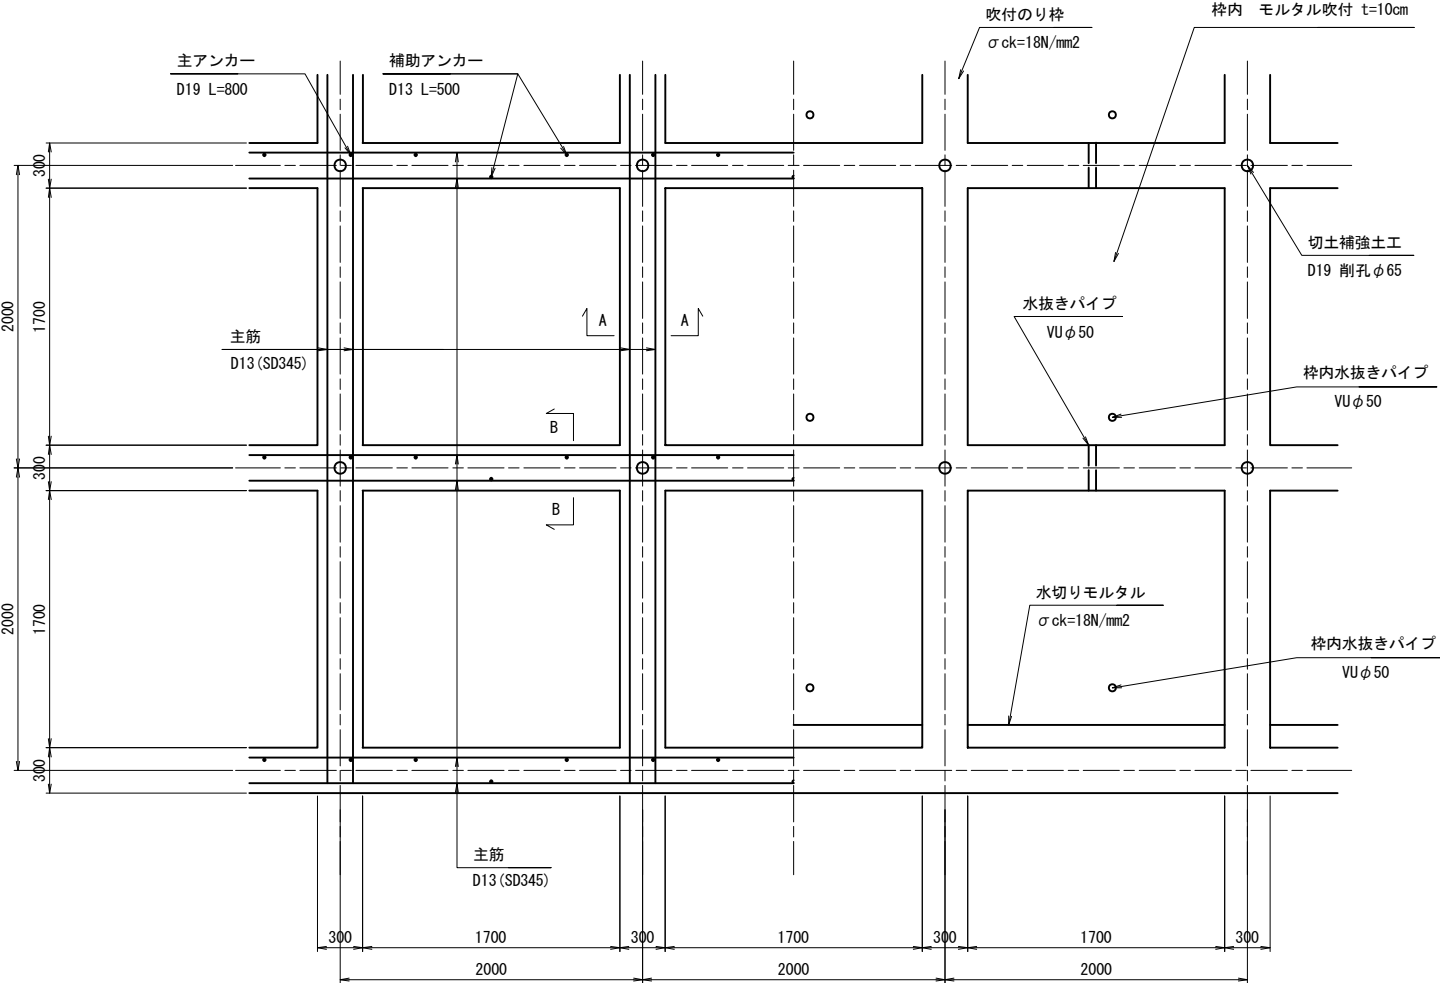 吹付のり枠
σck=18N/mm2
枠内 モルタル吹付 t=10cm
主アンカー
D19 L=800
補助アンカー
D13 L=500
300
切土補強土工
D19 削孔φ65
2000
1700
主筋
D13(SD345)
A
A
水抜きパイプ
VUφ50
枠内水抜きパイプ
VUφ50
B
300
B
2000
1700
水切りモルタル
σck=18N/mm2
枠内水抜きパイプ
VUφ50
300
主筋
D13(SD345)
300
1700
300
1700
300
1700
300
2000
2000
2000